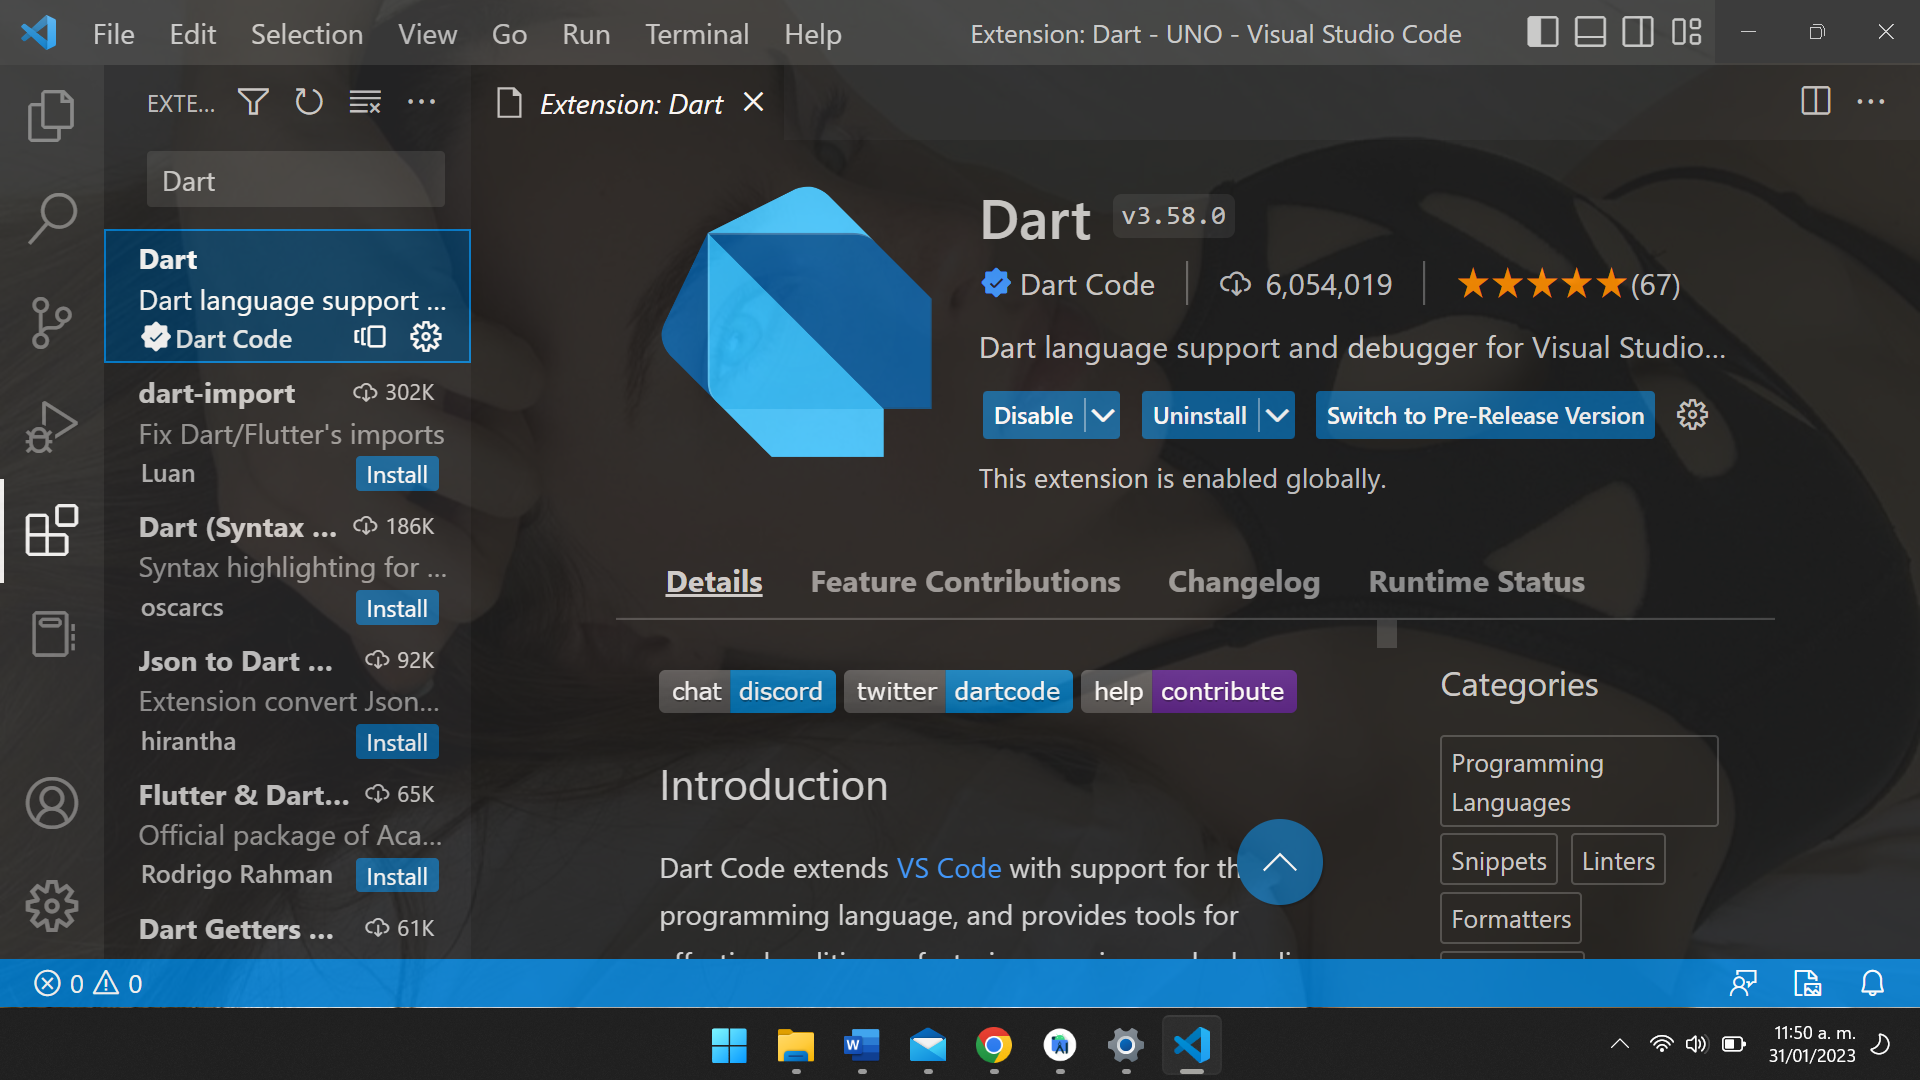 File Edit Selection View Go Run Terminal Help
Extension: Dart - UNO - Visual Studio Code
EXTE...
Extension: Dart
Dart
Dart
Dart language support ...
Dart Code
dart-import 302K
Fix Dart/Flutter's imports
Luan Install
Dart (Syntax ... 186K
Syntax highlighting for ...
oscarcs Install
Json to Dart ... 92K
Extension convert Json...
hirantha Install
Flutter & Dart... 65K
Official package of Aca...
Rodrigo Rahman Install
Dart Getters ... 61K
Dart v3.58.0
Dart Code 6,054,019 (67)
Dart language support and debugger for Visual Studio...
Disable Uninstall Switch to Pre-Release Version
This extension is enabled globally.
Details Feature Contributions Changelog Runtime Status
chat discord twitter dartcode help contribute
Introduction
Dart Code extends VS Code with support for
programming language, and provides tools for
Categories
Programming
Languages
Snippets Linters
Formatters
0 0
W
11:50 a. m.
31/01/2023